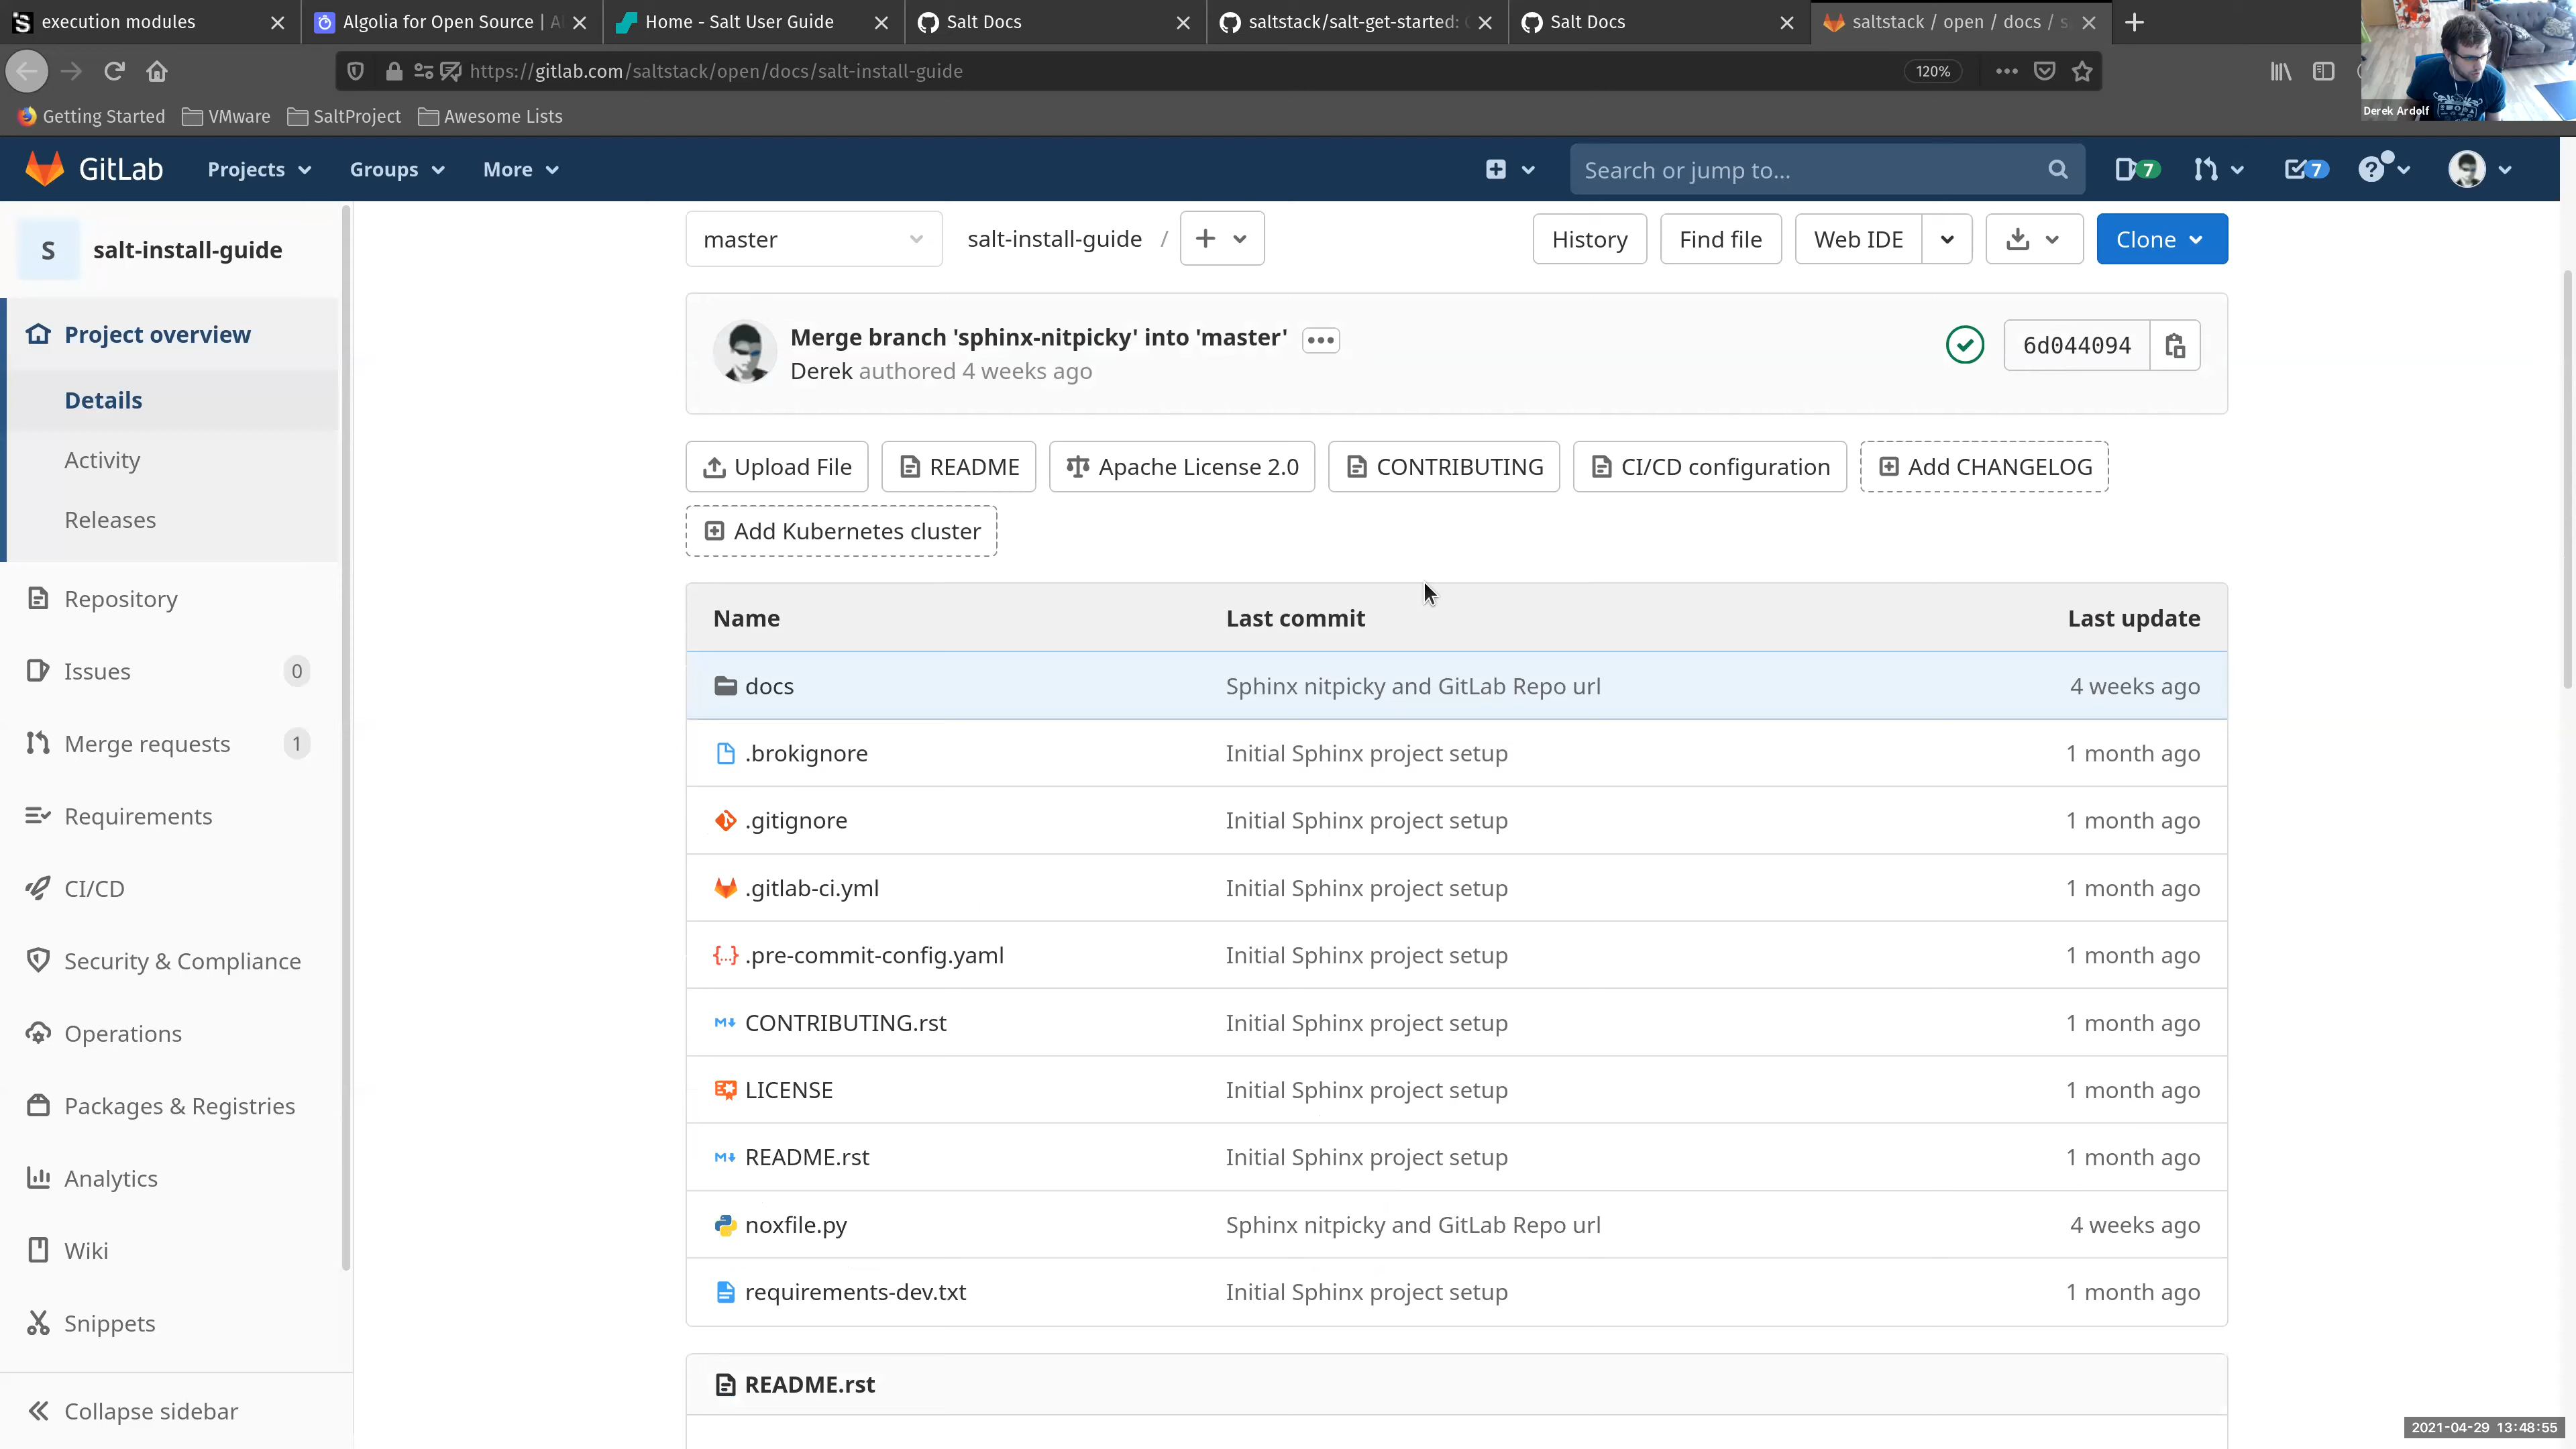 execution modules
Algolia for Open Source | A
Home - Salt User Guide
Salt Docs
saltstack/salt-get-started:
Salt Docs
saltstack / open / docs / s
https://gitlab.com/saltstack/open/docs/salt-install-guide
120%
Getting Started
VMware
SaltProject
Awesome Lists
Derek Ardolf
GitLab
Projects
Groups
More
Search or jump to...
7
7
S
salt-install-guide
Project overview
Details
Activity
Releases
Repository
Issues
0
Merge requests
1
Requirements
CI/CD
Security & Compliance
Operations
Packages & Registries
Analytics
Wiki
Snippets
Collapse sidebar
master
salt-install-guide /
History
Find file
Web IDE
Clone
Merge branch 'sphinx-nitpicky' into 'master'
Derek authored 4 weeks ago
6d044094
Upload File
README
Apache License 2.0
CONTRIBUTING
CI/CD configuration
Add CHANGELOG
Add Kubernetes cluster
Name Last commit Last update
docs Sphinx nitpicky and GitLab Repo url 4 weeks ago
.brokignore Initial Sphinx project setup 1 month ago
.gitignore Initial Sphinx project setup 1 month ago
.gitlab-ci.yml Initial Sphinx project setup 1 month ago
.pre-commit-config.yaml Initial Sphinx project setup 1 month ago
CONTRIBUTING.rst Initial Sphinx project setup 1 month ago
LICENSE Initial Sphinx project setup 1 month ago
README.rst Initial Sphinx project setup 1 month ago
noxfile.py Sphinx nitpicky and GitLab Repo url 4 weeks ago
requirements-dev.txt Initial Sphinx project setup 1 month ago
README.rst
2021-04-29 13:48:55